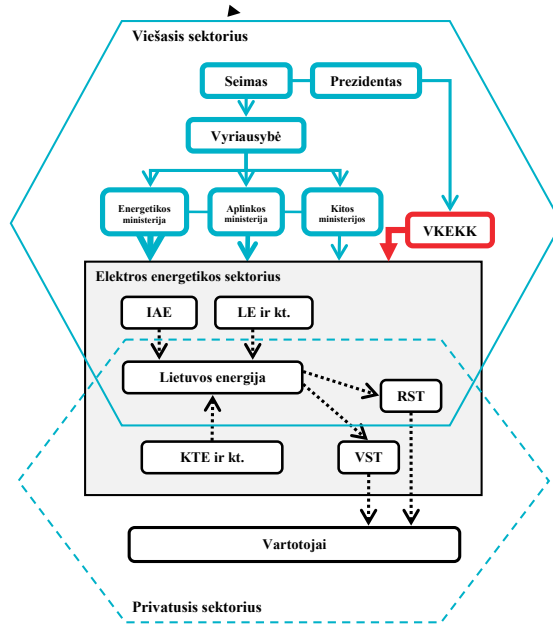 Viešasis sektorius
Seimas
Prezidentas
Vyriausybė
Energetikos
ministerija
Aplinkos
ministerija
Kitos
ministerijos
VKEKK
Elektros energetikos sektorius
IAE
LE ir kt.
Lietuvos energija
RST
KTE ir kt.
VST
Vartotojai
Privatusis sektorius